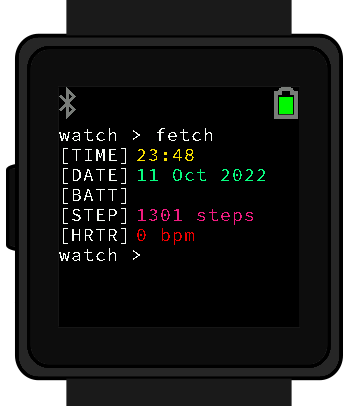 watch > fetch
[TIME] 23:48
[DATE] 11 Oct 2022
[BATT]
[STEP] 1301 steps
[HRTR] 0 bpm
watch >